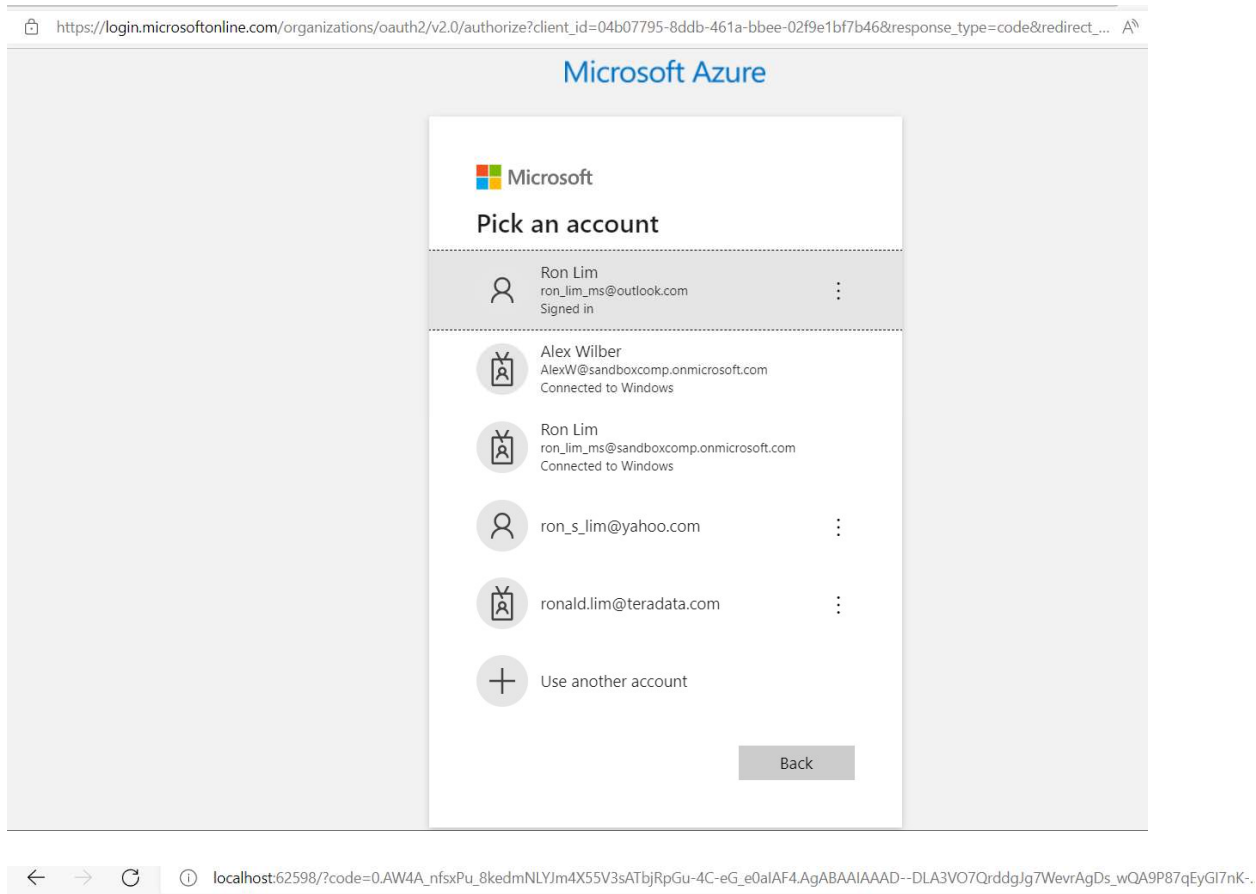 https://login.microsoftonline.com/organizations/oauth2/v2.0/authorize?client_id=04b07795-8ddb-461a-bbee-02f9e1bf7b46&response_type=code&redirect_...
Microsoft Azure
Microsoft
Pick an account
Ron Lim
ron_lim_ms@outlook.com
Signed in
Alex Wilber
AlexW@sandboxcomp.onmicrosoft.com
Connected to Windows
Ron Lim
ron_lim_ms@sandboxcomp.onmicrosoft.com
Connected to Windows
ron_s_lim@yahoo.com
ronald.lim@teradata.com
Use another account
Back
localhost:62598/?code=0.AW4A_nfsxPu_8kedmNLYJm4X55V3sATbjRpGu-4C-eG_e0aIAF4.AgABAAIAAAD--DLA3VO7QrddgJg7WevrAgDs_wQA9P87qEyGI7nK-.